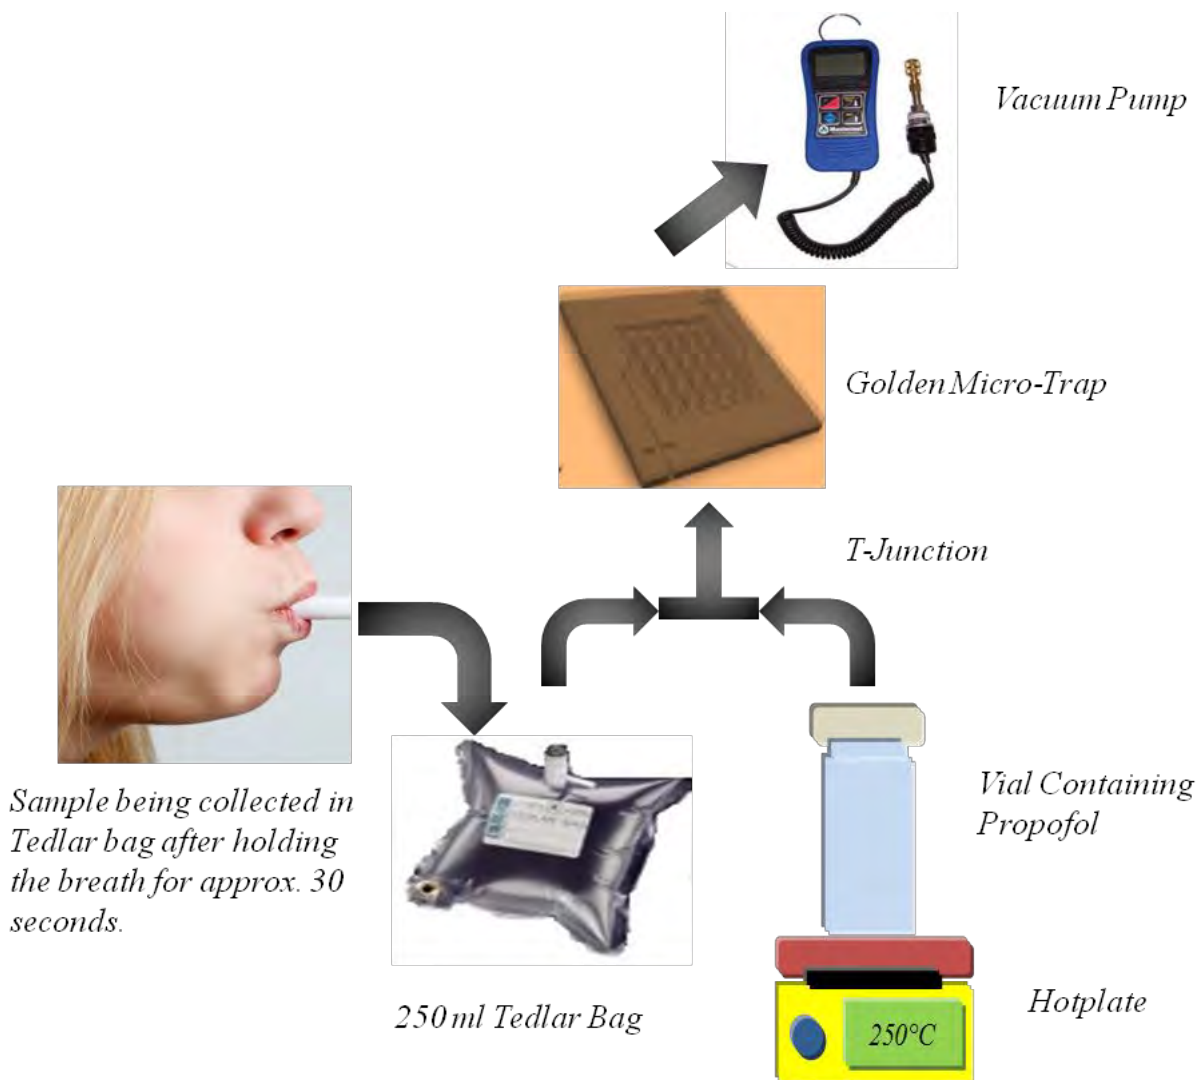 Vacuum Pump
Golden Micro-Trap
T-Junction
Sample being collected in
Tedlar bag after holding
the breath for approx. 30
seconds.
Vial Containing
Propofol
250 ml Tedlar Bag
Hotplate
250°C